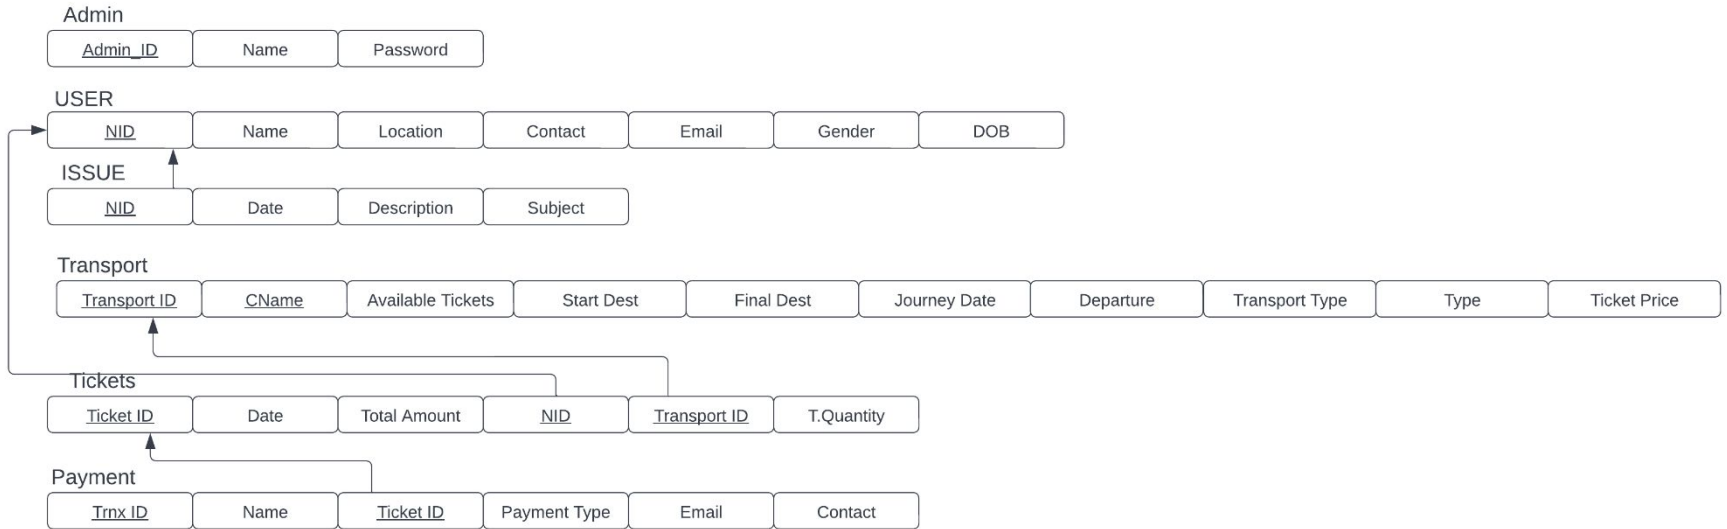 Admin
Admin_ID Name Password
USER
NID Name Location Contact Email Gender DOB
ISSUE
NID Date Description Subject
Transport
Transport ID CName Available Tickets Start Dest Final Dest Journey Date Departure Transport Type Type Ticket Price
Tickets
Ticket ID Date Total Amount NID Transport ID T.Quantity
Payment
Trnx ID Name Ticket ID Payment Type Email Contact